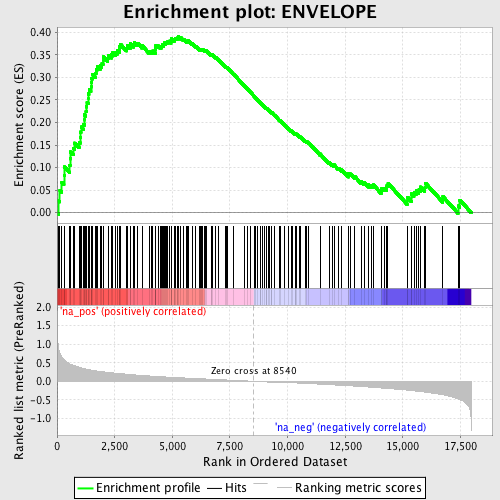 Enrichment plot: ENVELOPE
Enrichment score (ES)
0.40
0.35
0.30
0.25
0.20
0.15
0.10
0.05
0.00
'na_pos' (positively correlated)
Ranked list metric (PreRanked)
2.0
1.5
1.0
0.5
0.0
-0.5
-1.0
Zero cross at 8540
'na_neg' (negatively correlated)
0
2,500
5,000
7,500
10,000
12,500
15,000
17,500
Rank in Ordered Dataset
Enrichment profile
Hits
Ranking metric scores